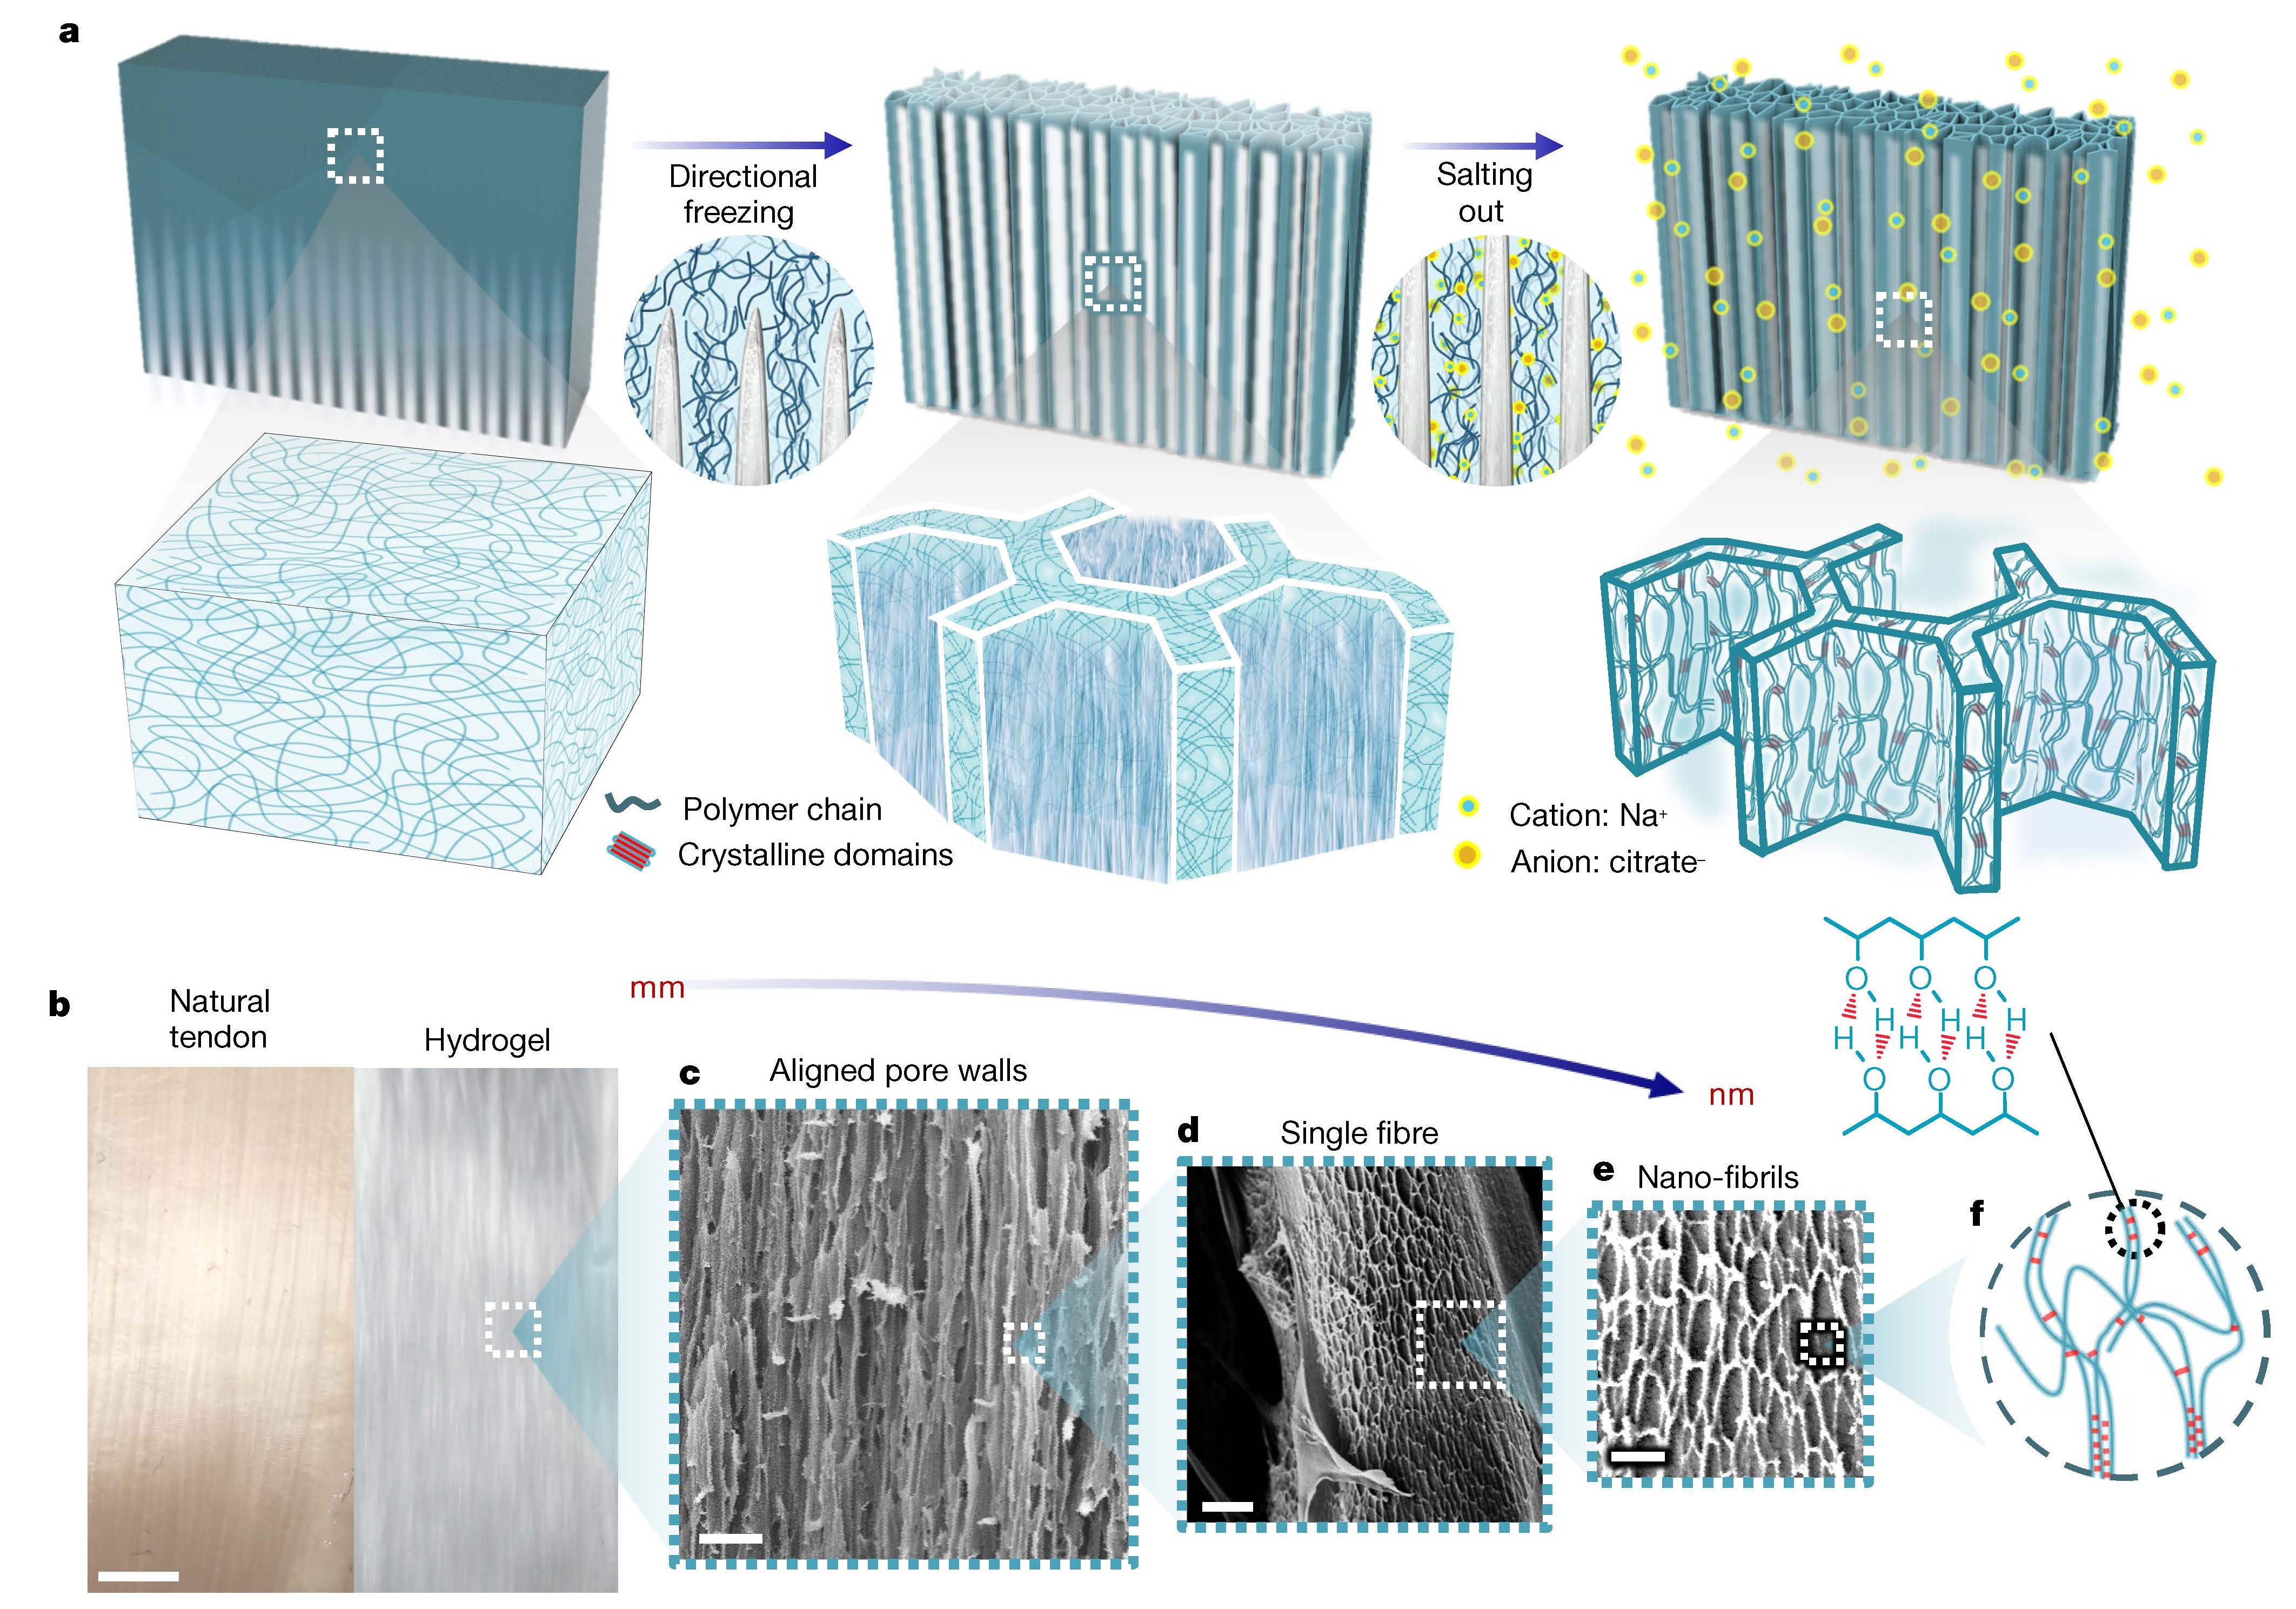 a
Directional
freezing
Salting
out
Polymer chain
Crystalline domains
Cation: Na⁺
Anion: citrate⁻
b
Natural
tendon
Hydrogel
mm
nm
c
Aligned pore walls
d
Single fibre
e
Nano-fibrils
f
O O O
H H H H H H
O O O